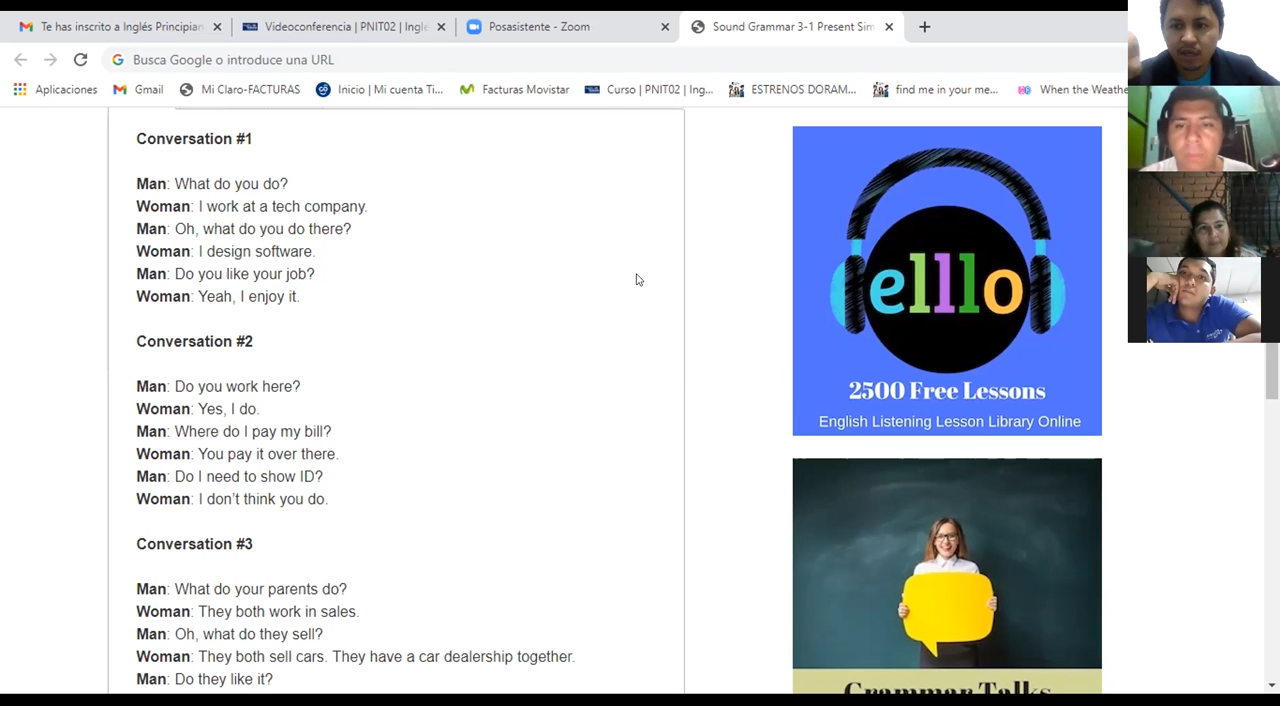 Te has inscrito a Inglés Principian
Videoconferencia | PNIT02 | Ingle
Posasistente - Zoom
Sound Grammar 3-1 Present Sim
Busca Google o introduce una URL
Aplicaciones
Gmail
Mi Claro-FACTURAS
Inicio | Mi cuenta Ti...
Facturas Movistar
Curso | PNIT02 | Ing...
ESTRENOS DORAM...
find me in your me...
When the Weathe
Conversation #1
Man: What do you do?
Woman: I work at a tech company.
Man: Oh, what do you do there?
Woman: I design software.
Man: Do you like your job?
Woman: Yeah, I enjoy it.
Conversation #2
Man: Do you work here?
Woman: Yes, I do.
Man: Where do I pay my bill?
Woman: You pay it over there.
Man: Do I need to show ID?
Woman: I don't think you do.
Conversation #3
Man: What do your parents do?
Woman: They both work in sales.
Man: Oh, what do they sell?
Woman: They both sell cars. They have a car dealership together.
Man: Do they like it?
elllo
2500 Free Lessons
English Listening Lesson Library Online
Grammar Talks